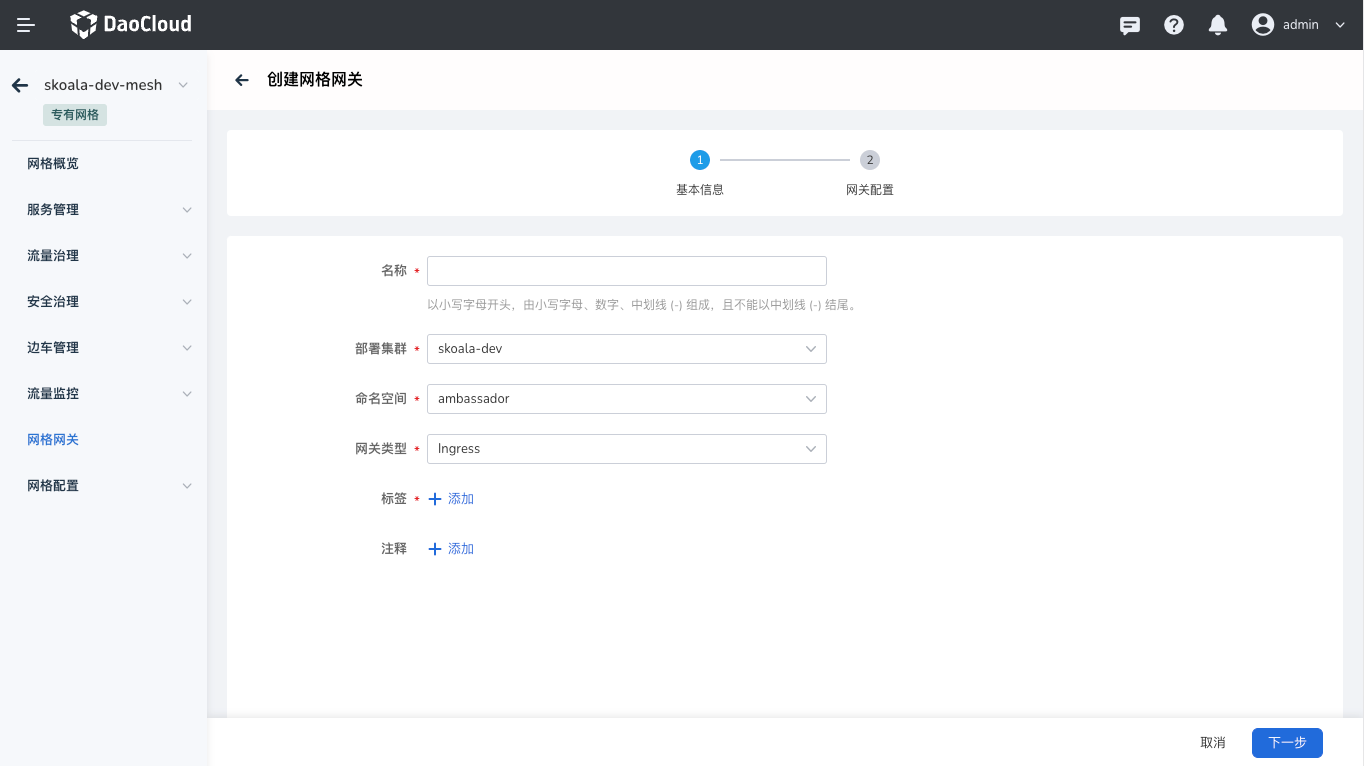 DaoCloud
admin
skoala-dev-mesh
专有网格
网格概览
服务管理
流量治理
安全治理
边车管理
流量监控
网格网关
网格配置
创建网格网关
1
2
基本信息
网关配置
名称 *
以小写字母开头，由小写字母、数字、中划线 (-) 组成，且不能以中划线 (-) 结尾。
部署集群 * skoala-dev
命名空间 * ambassador
网关类型 * Ingress
标签 * + 添加
注释 + 添加
取消
下一步